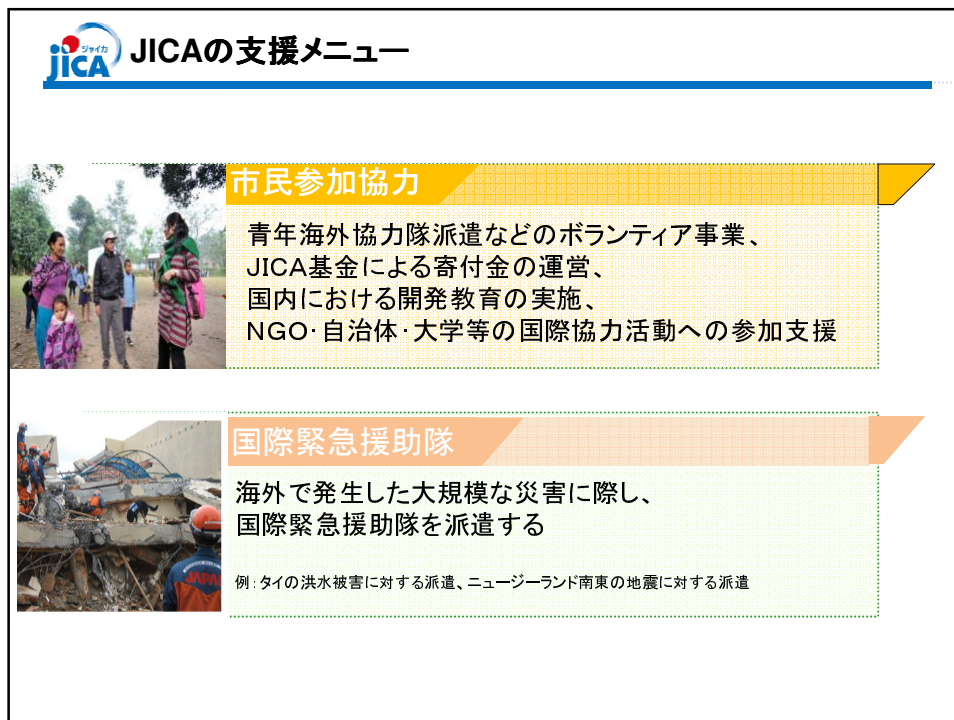 ジャイカ
JICA
JICAの支援メニュー
市民参加協力
青年海外協力隊派遣などのボランティア事業、
JICA基金による寄付金の運営、
国内における開発教育の実施、
NGO・自治体・大学等の国際協力活動への参加支援
国際緊急援助隊
海外で発生した大規模な災害に際し、
国際緊急援助隊を派遣する
例：タイの洪水被害に対する派遣、ニュージーランド南東の地震に対する派遣
JAPAN